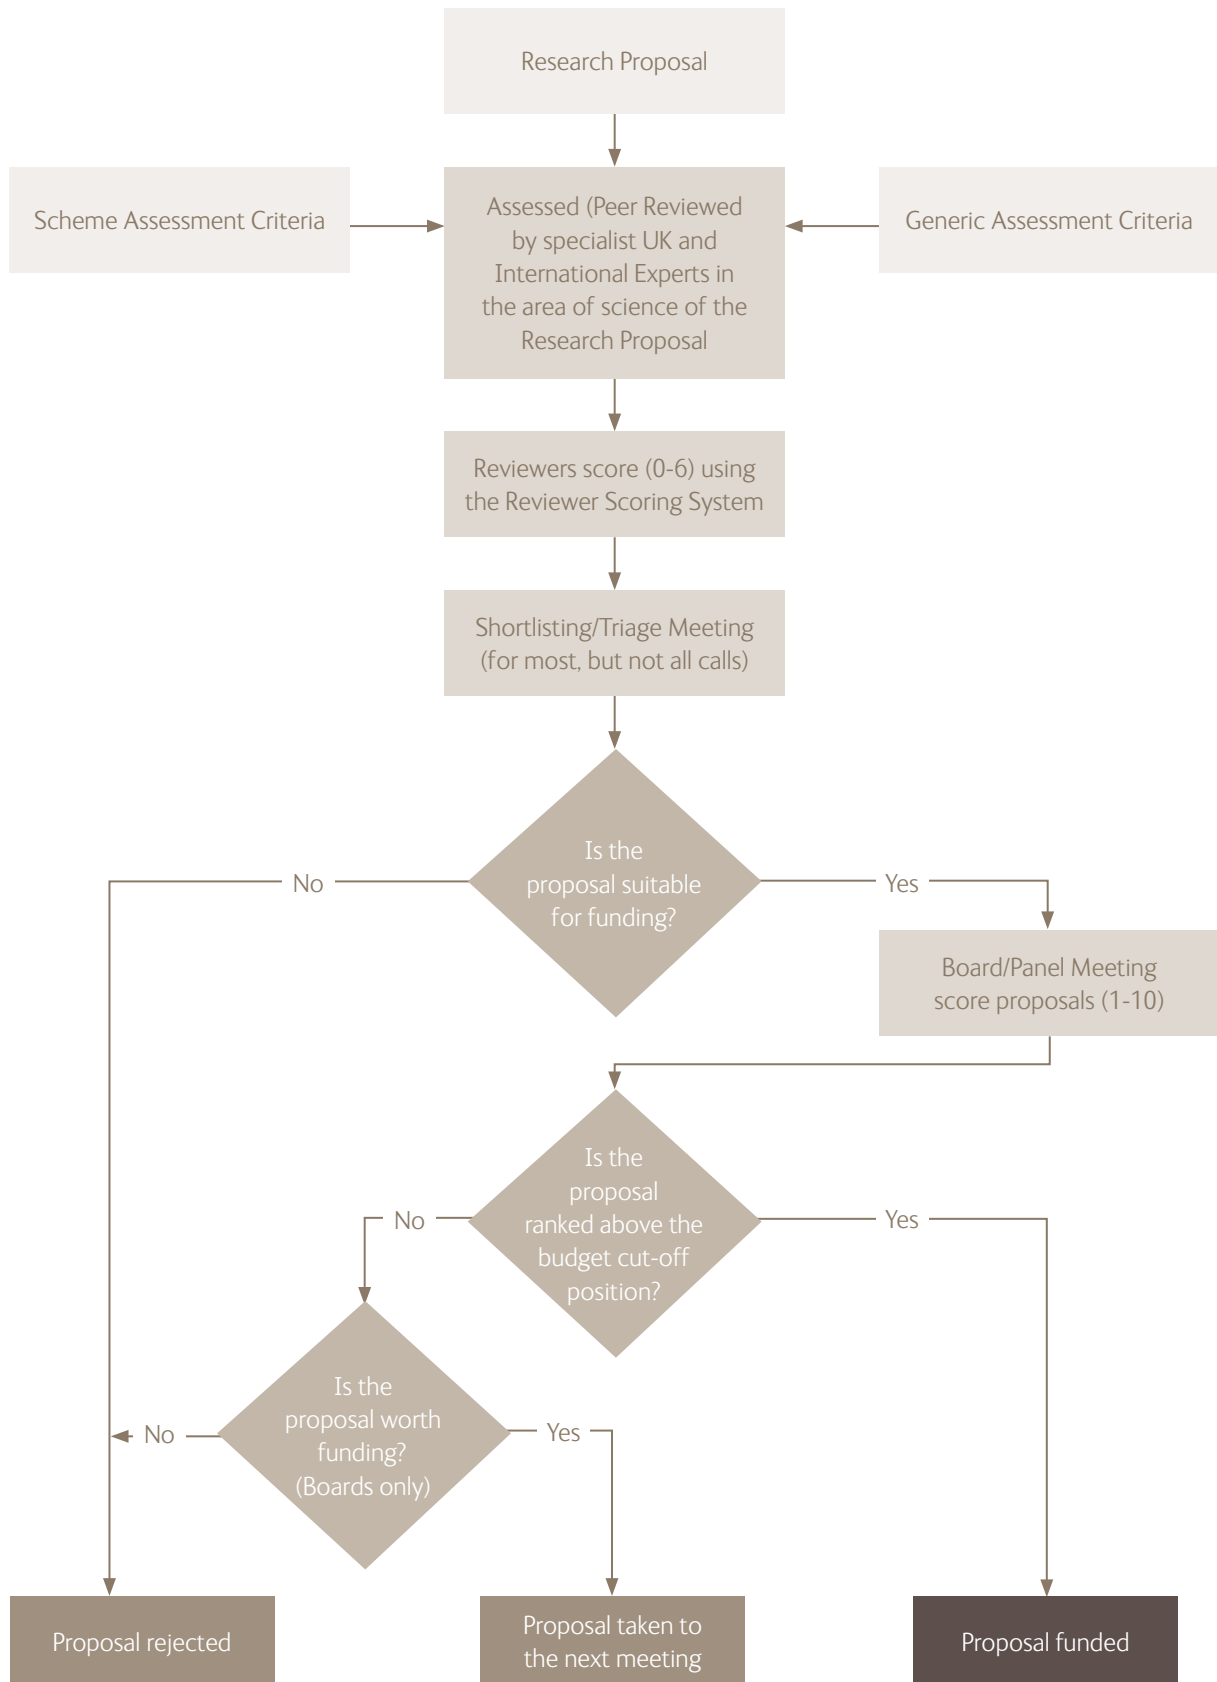 Research Proposal
Scheme Assessment Criteria
Assessed (Peer Reviewed
by specialist UK and
International Experts in
the area of science of the
Research Proposal
Generic Assessment Criteria
Reviewers score (0-6) using
the Reviewer Scoring System
Shortlisting/Triage Meeting
(for most, but not all calls)
Is the
proposal suitable
for funding?
No
Yes
Board/Panel Meeting
score proposals (1-10)
Is the
proposal
ranked above the
budget cut-off
position?
No
Yes
Is the
proposal worth
funding?
(Boards only)
No
Yes
Proposal rejected
Proposal taken to
the next meeting
Proposal funded